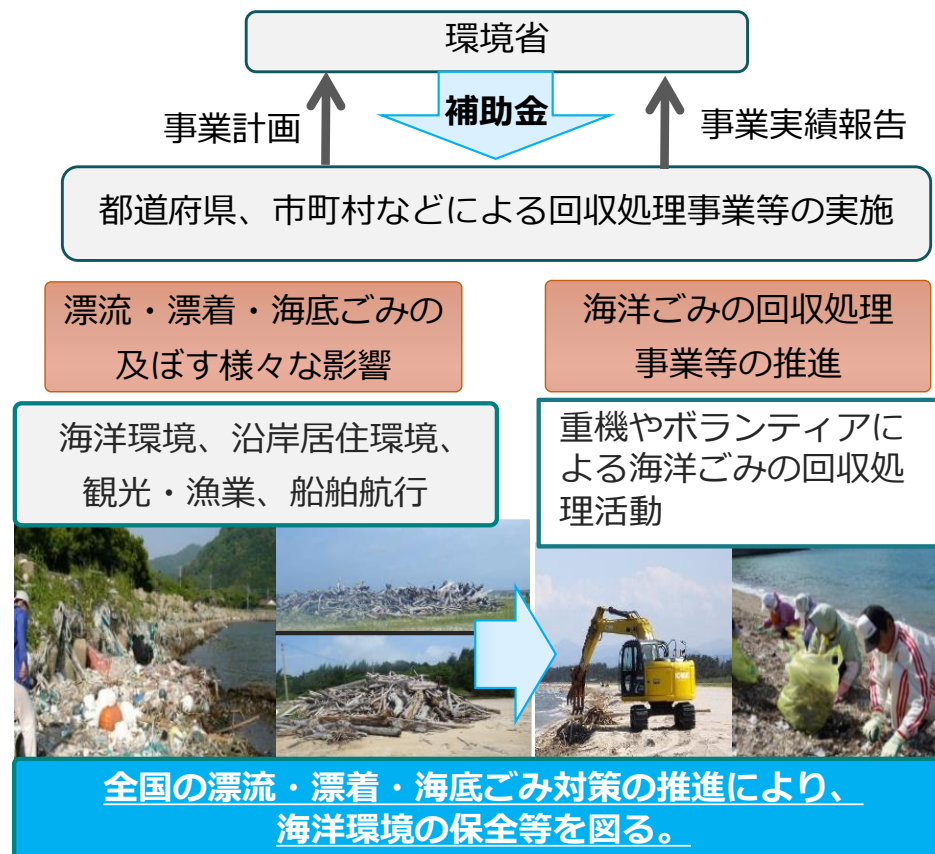 環境省
事業計画
補助金
事業実績報告
都道府県、市町村などによる回収処理事業等の実施
漂流・漂着・海底ごみの
及ぼす様々な影響
海洋ごみの回収処理
事業等の推進
海洋環境、沿岸居住環境、
観光・漁業、船舶航行
重機やボランティアに
よる海洋ごみの回収処
理活動
全国の漂流・漂着・海底ごみ対策の推進により、
海洋環境の保全等を図る。